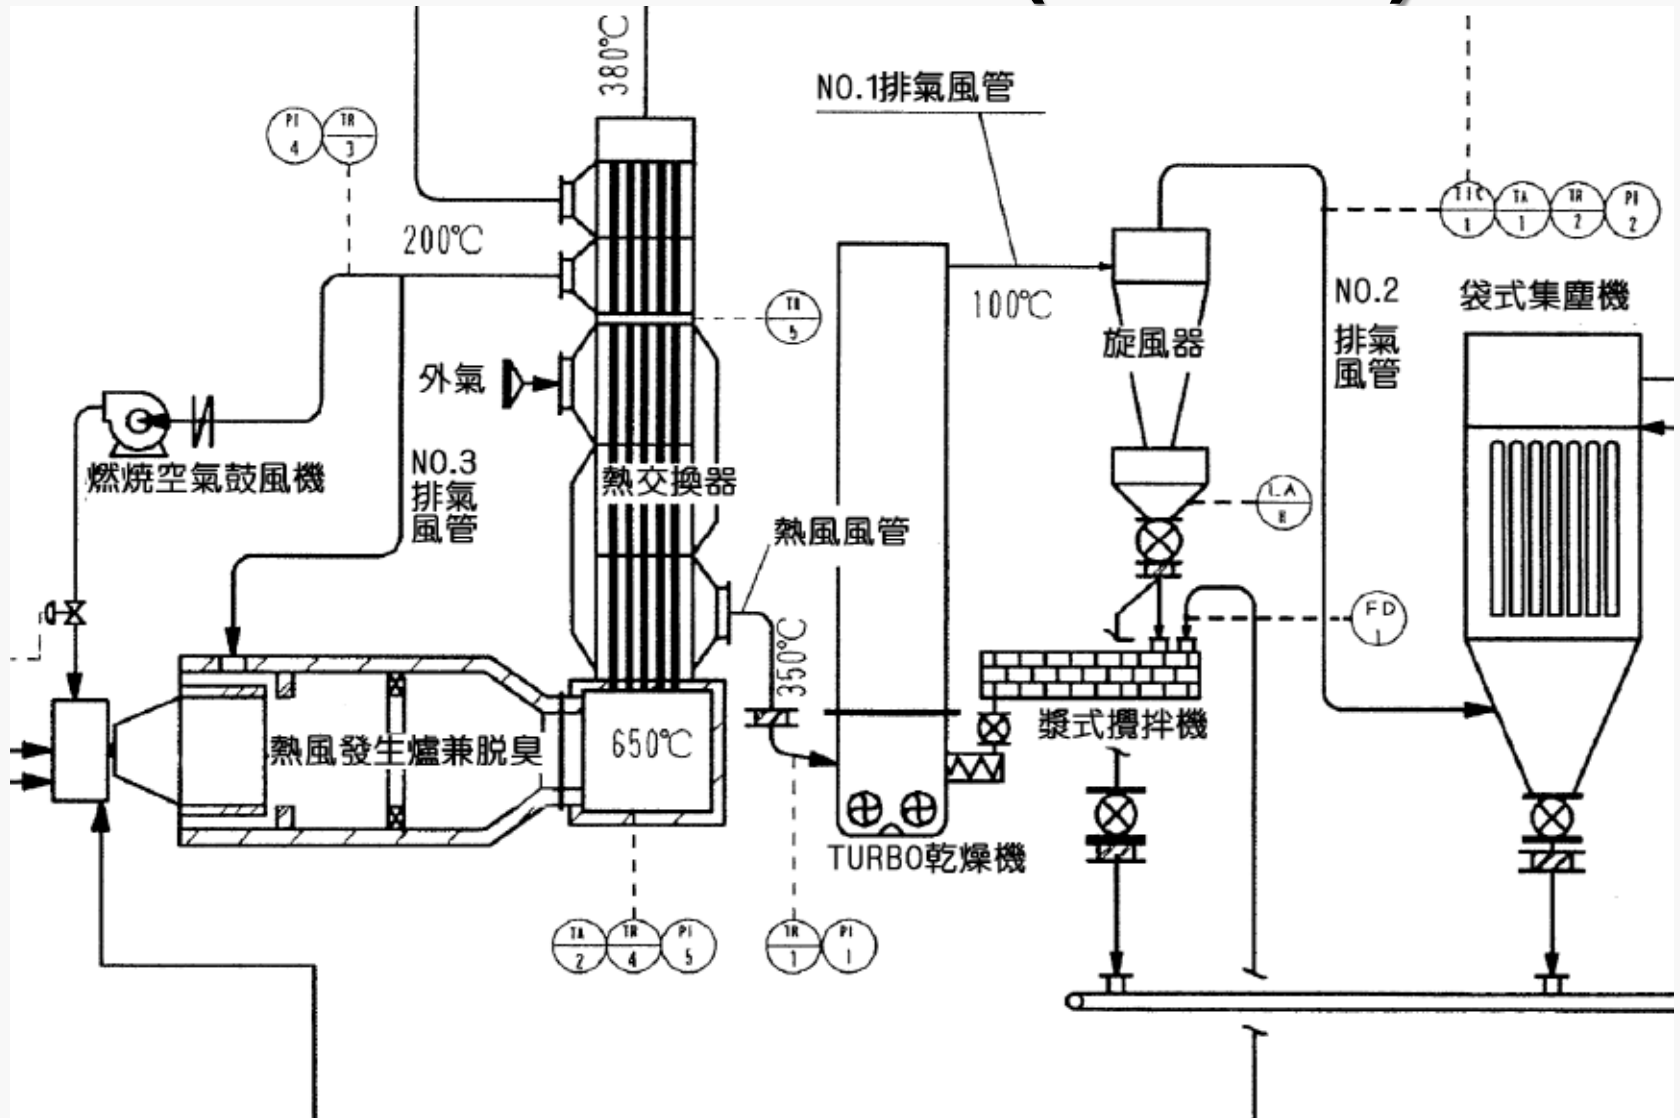 380℃
NO.1排氣風管
PI
4
TR
3
200℃
TIC
1
TA
1
TR
2
PI
2
100℃
NO.2
排氣
風管
袋式集塵機
5
旋風器
外氣
燃焼空氣鼓風機
NO.3
排氣
風管
熱交換器
LA
熱風風管
FD
1
350℃
熱風發生爐兼脱臭
650℃
漿式攪拌機
TURBO乾燥機
TA
2
TR
4
PI
5
TR
1
PI
1